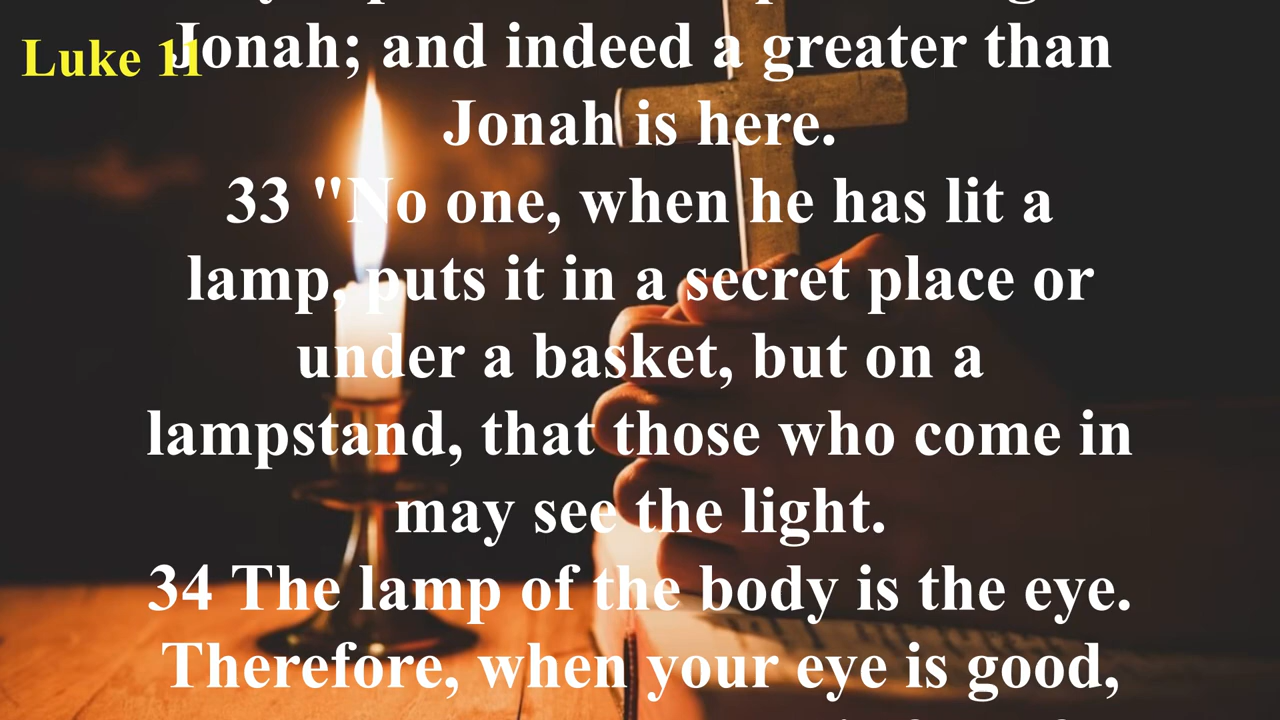 Luke 11
Jonah; and indeed a greater than
Jonah is here.
33 "No one, when he has lit a
lamp, puts it in a secret place or
under a basket, but on a
lampstand, that those who come in
may see the light.
34 The lamp of the body is the eye.
Therefore, when your eye is good,